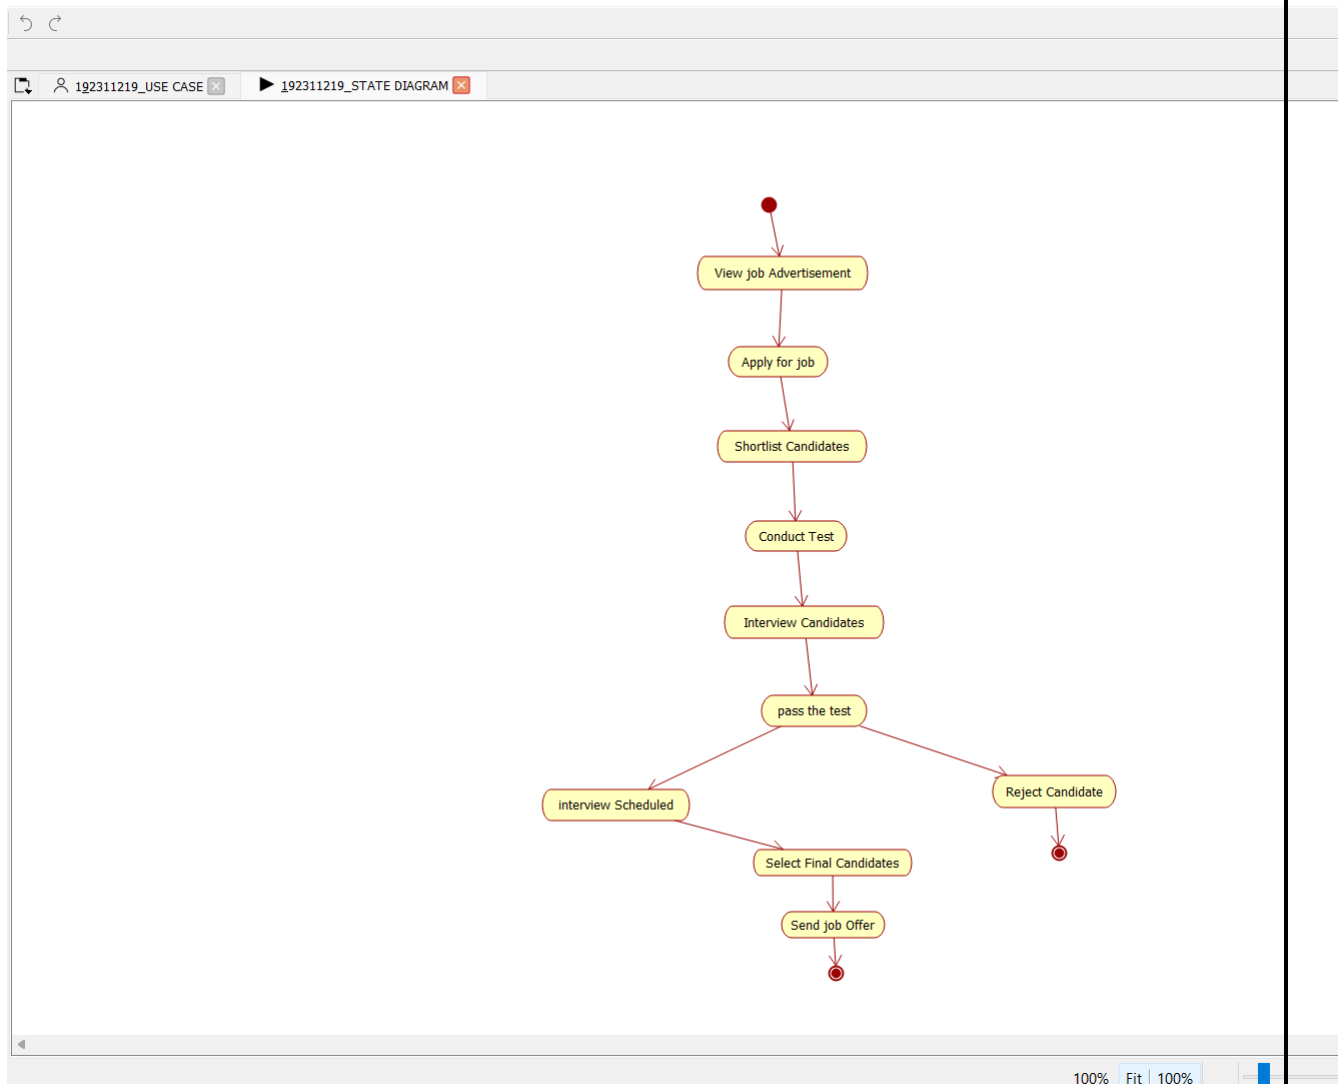 192311219_USE CASE
192311219_STATE DIAGRAM
View job Advertisement
Apply for job
Shortlist Candidates
Conduct Test
Interview Candidates
pass the test
interview Scheduled
Reject Candidate
Select Final Candidates
Send job Offer
100% Fit 100%